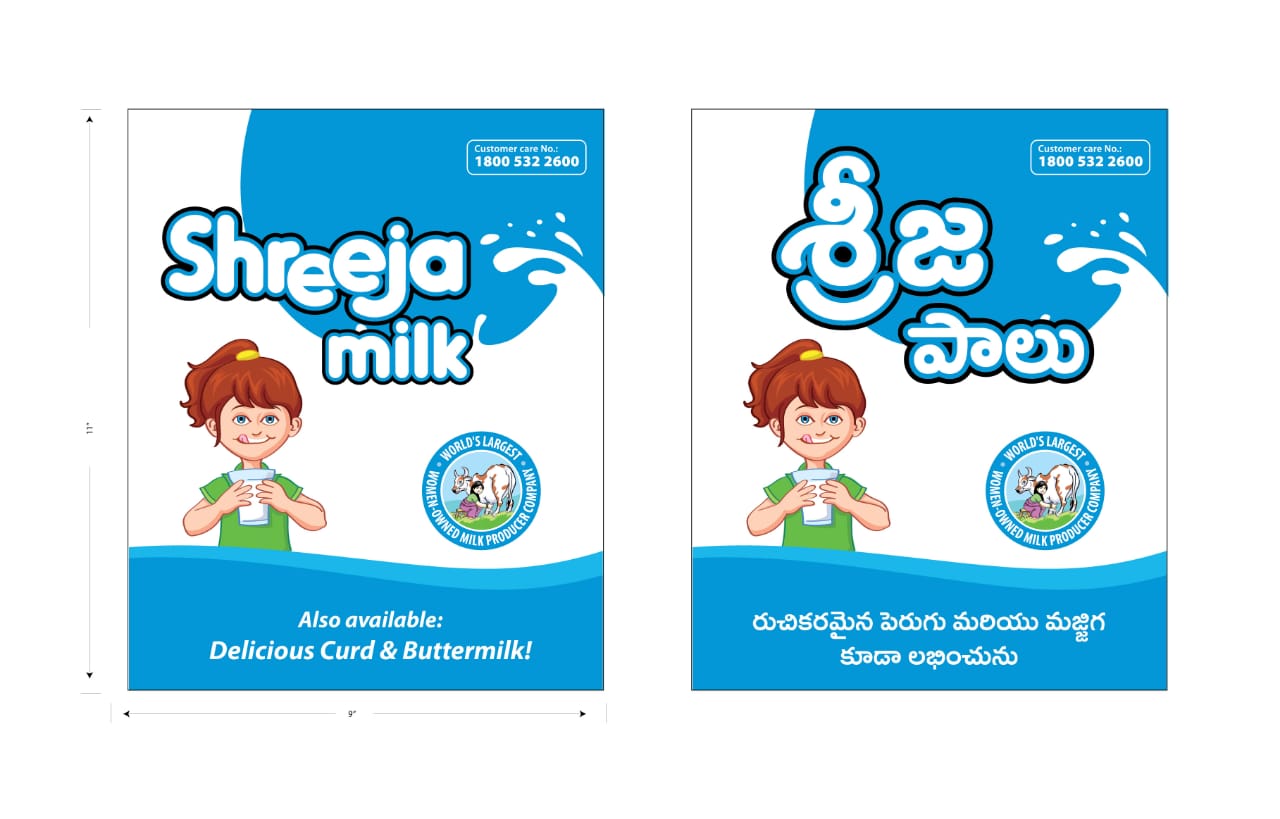 Customer care No.:
1800 532 2600
Shreeja
milk
WORLD'S LARGEST
WOMEN-OWNED MILK PRODUCER COMPANY
Also available:
Delicious Curd & Buttermilk!
11"
9"
Customer care No.:
1800 532 2600
శ్రీజ
పాలు
WORLD'S LARGEST
WOMEN-OWNED MILK PRODUCER COMPANY
రుచికరమైన పెరుగు మరియు మజ్జిగ
కూడా లభించును